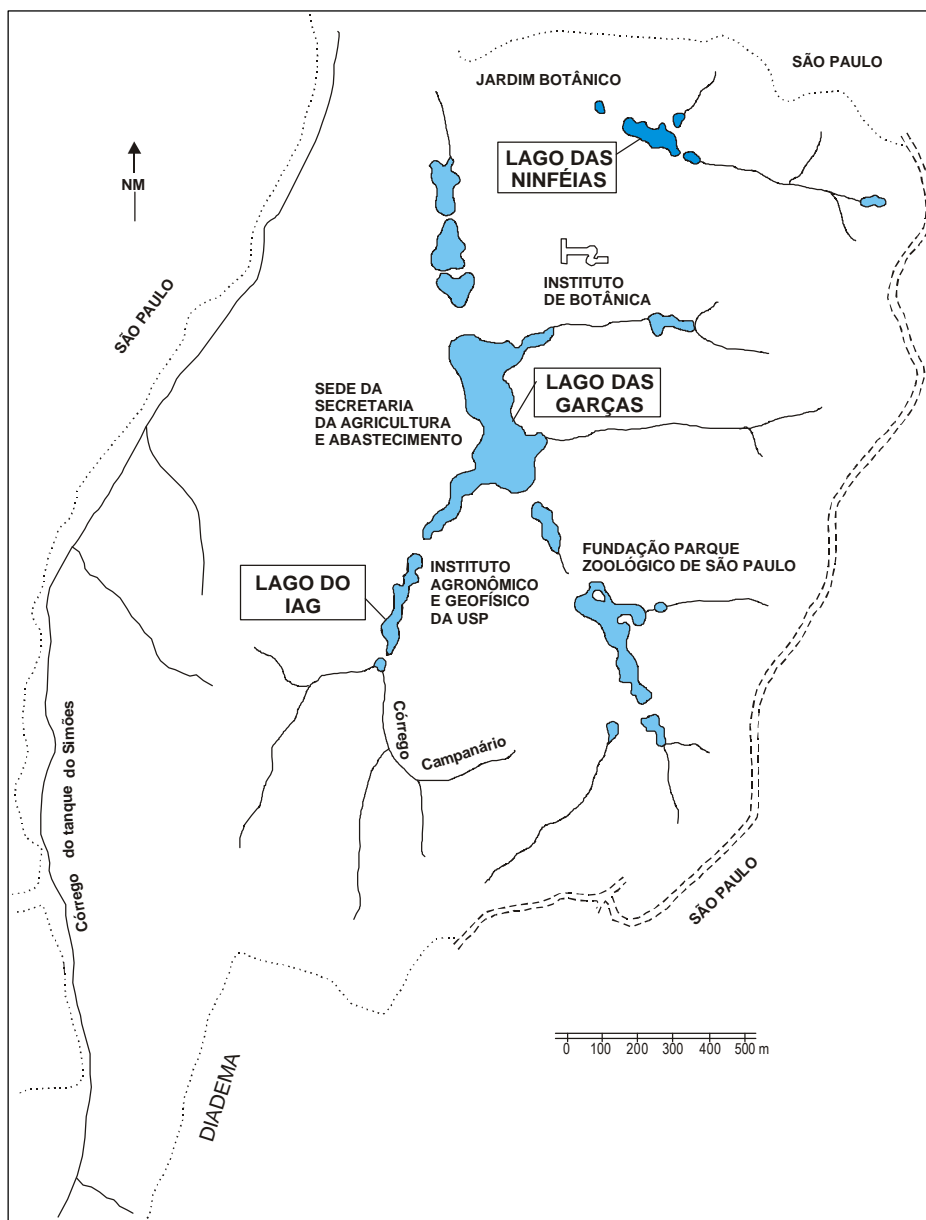 SÃO PAULO
JARDIM BOTÂNICO
LAGO DAS
NINFÉIAS
NM
SÃO PAULO
INSTITUTO
DE BOTÂNICA
SEDE DA
SECRETARIA
DA AGRICULTURA
E ABASTECIMENTO
LAGO DAS
GARÇAS
FUNDAÇÃO PARQUE
ZOOLÓGICO DE SÃO PAULO
LAGO DO
IAG
INSTITUTO
AGRONÔMICO
E GEOFÍSICO
DA USP
Córrego
Campanário
Córrego do tanque do Simões
SÃO PAULO
DIADEMA
0 100 200 300 400 500 m